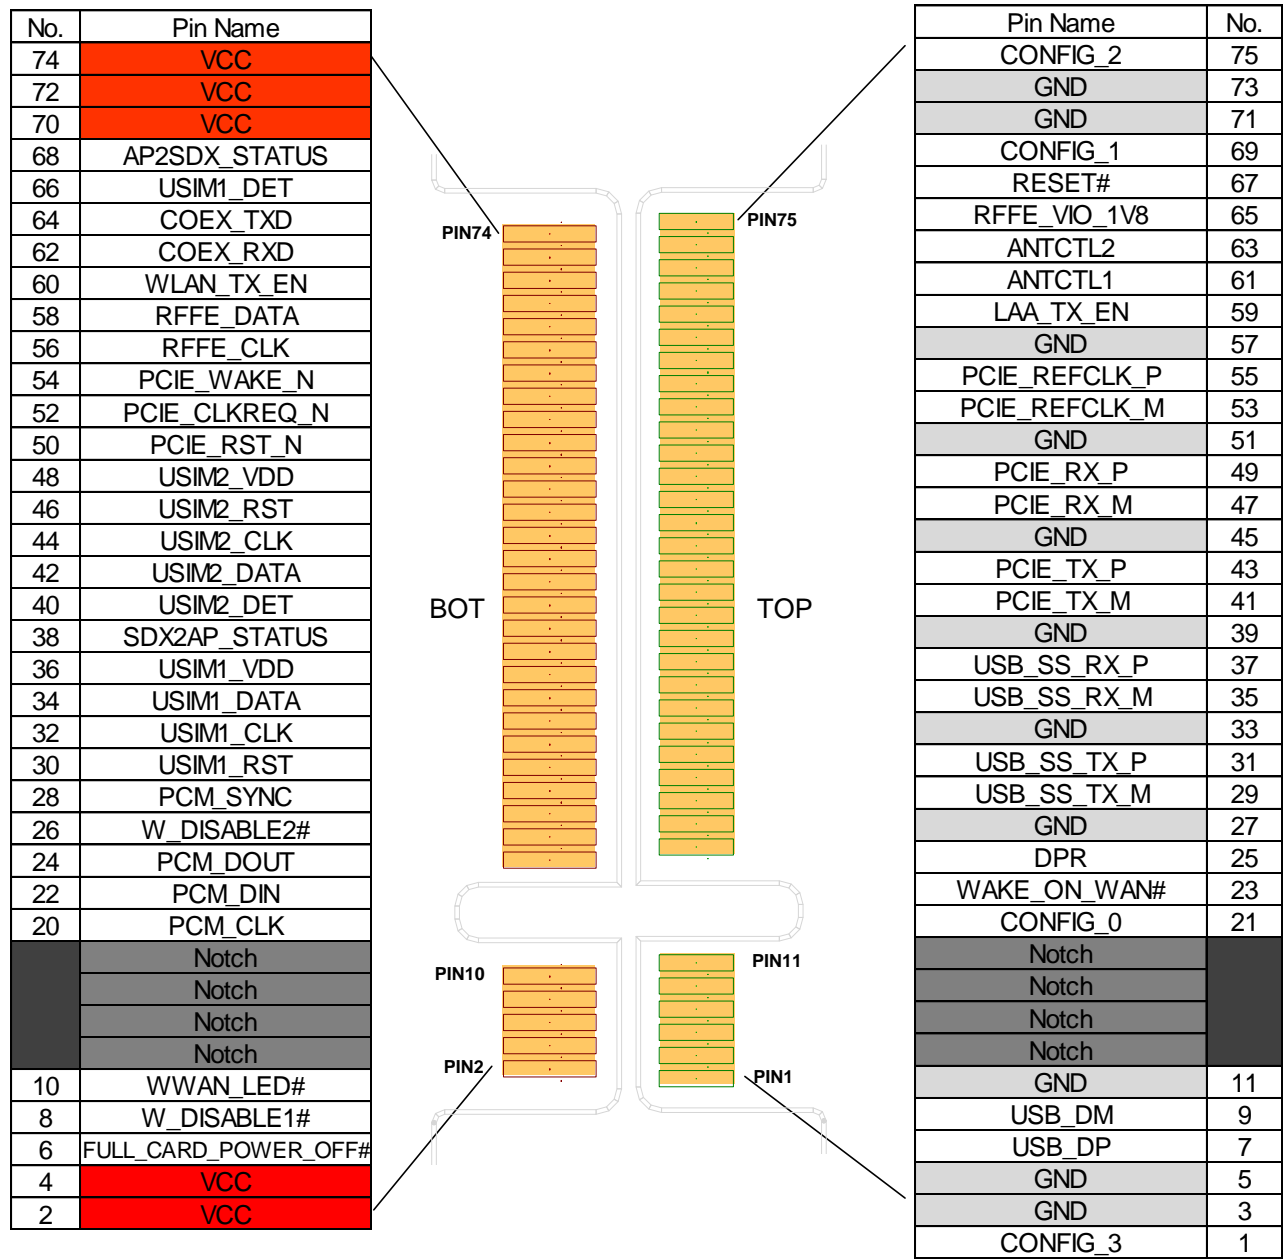 No. Pin Name
74 VCC
72 VCC
70 VCC
68 AP2SDX_STATUS
66 USIM1_DET
64 COEX_TXD
62 COEX_RXD
60 WLAN_TX_EN
58 RFFE_DATA
56 RFFE_CLK
54 PCIE_WAKE_N
52 PCIE_CLKREQ_N
50 PCIE_RST_N
48 USIM2_VDD
46 USIM2_RST
44 USIM2_CLK
42 USIM2_DATA
40 USIM2_DET
38 SDX2AP_STATUS
36 USIM1_VDD
34 USIM1_DATA
32 USIM1_CLK
30 USIM1_RST
28 PCM_SYNC
26 W_DISABLE2#
24 PCM_DOUT
22 PCM_DIN
20 PCM_CLK
Notch
Notch
Notch
Notch
10 WWAN_LED#
8 W_DISABLE1#
6 FULL_CARD_POWER_OFF#
4 VCC
2 VCC
PIN74
BOT
PIN10
PIN2
PIN75
TOP
PIN11
PIN1
Pin Name No.
CONFIG_2 75
GND 73
GND 71
CONFIG_1 69
RESET# 67
RFFE_VIO_1V8 65
ANTCTL2 63
ANTCTL1 61
LAA_TX_EN 59
GND 57
PCIE_REFCLK_P 55
PCIE_REFCLK_M 53
GND 51
PCIE_RX_P 49
PCIE_RX_M 47
GND 45
PCIE_TX_P 43
PCIE_TX_M 41
GND 39
USB_SS_RX_P 37
USB_SS_RX_M 35
GND 33
USB_SS_TX_P 31
USB_SS_TX_M 29
GND 27
DPR 25
WAKE_ON_WAN# 23
CONFIG_0 21
Notch
Notch
Notch
Notch
GND 11
USB_DM 9
USB_DP 7
GND 5
GND 3
CONFIG_3 1